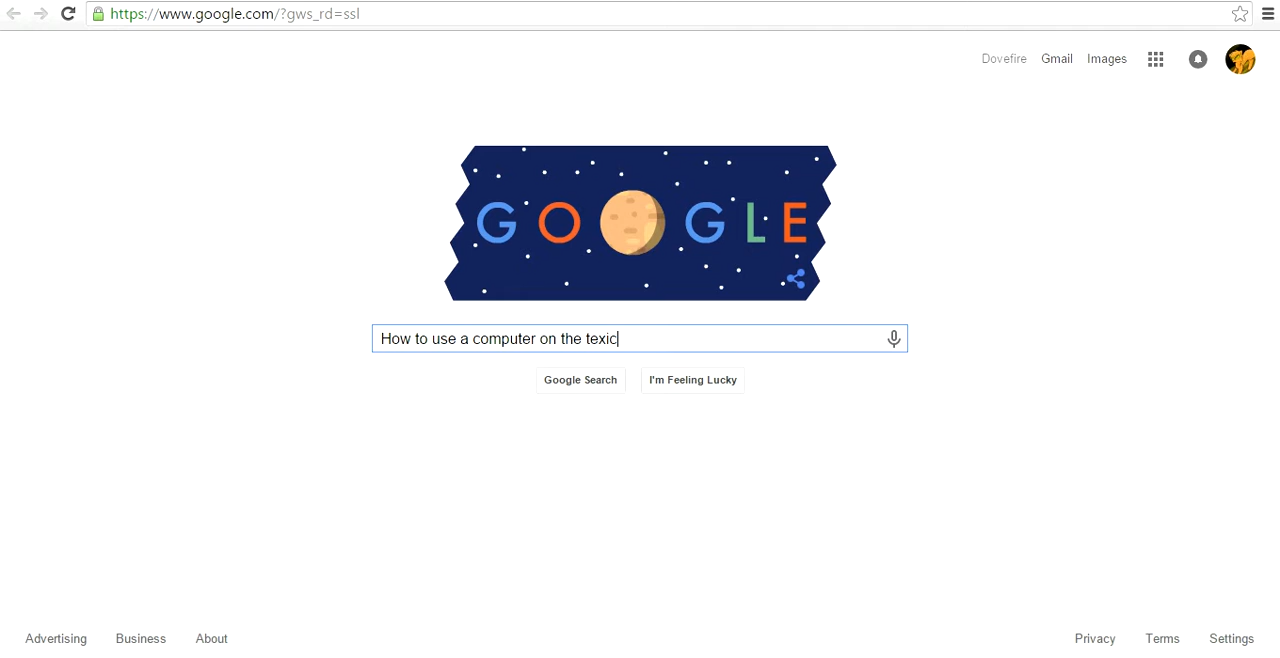 https://www.google.com/?gws_rd=ssl
Dovefire Gmail Images
G O G L E
How to use a computer on the texic
Google Search I'm Feeling Lucky
Advertising Business About Privacy Terms Settings